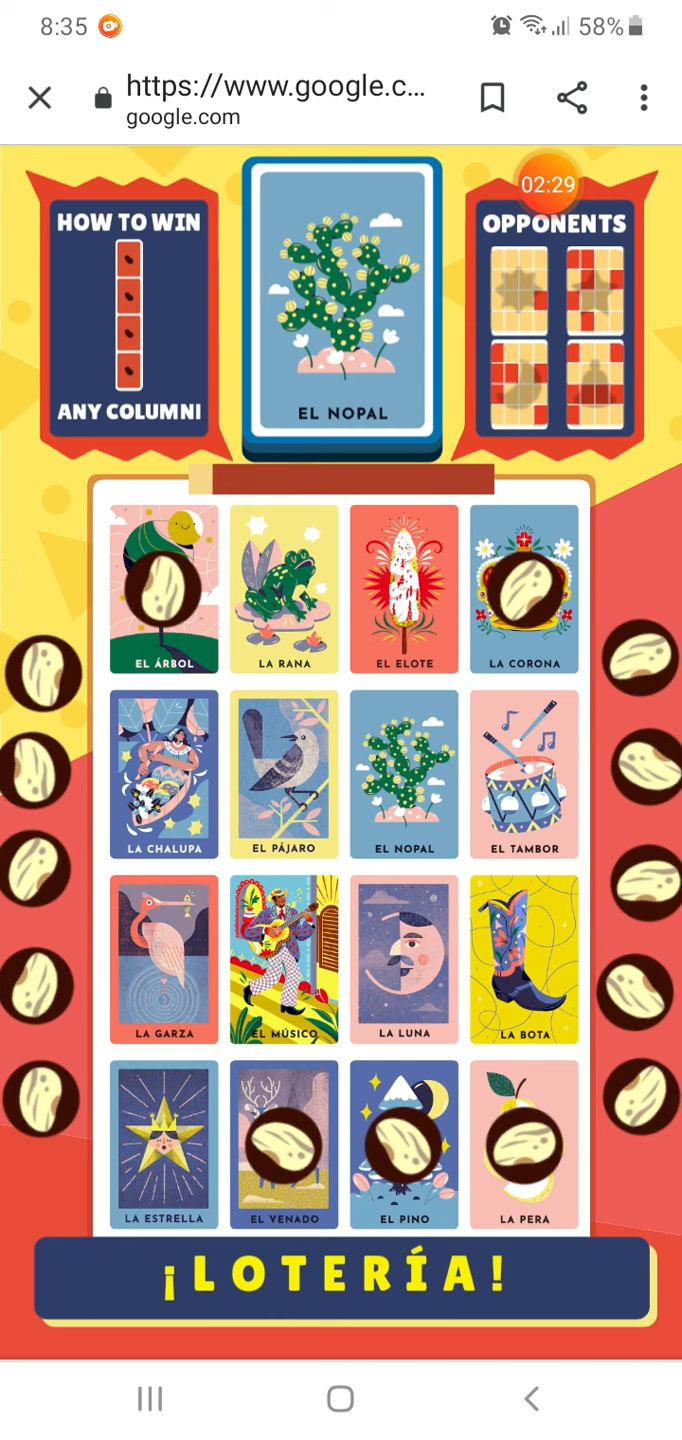 8:35
58%
https://www.google.c...
google.com
02:29
HOW TO WIN
OPPONENTS
ANY COLUMN!
EL NOPAL
EL ÁRBOL
LA RANA
EL ELOTE
LA CORONA
LA CHALUPA
EL PÁJARO
EL NOPAL
EL TAMBOR
LA GARZA
EL MÚSICO
LA LUNA
LA BOTA
LA ESTRELLA
EL VENADO
EL PINO
LA PERA
¡LOTERÍA!